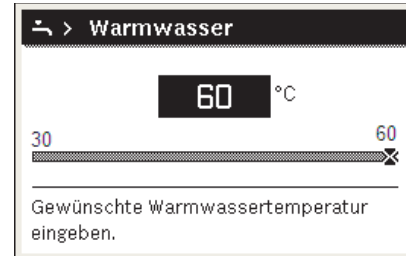 > Warmwasser
60 °C
30 60
Gewünschte Warmwassertemperatur
eingeben.